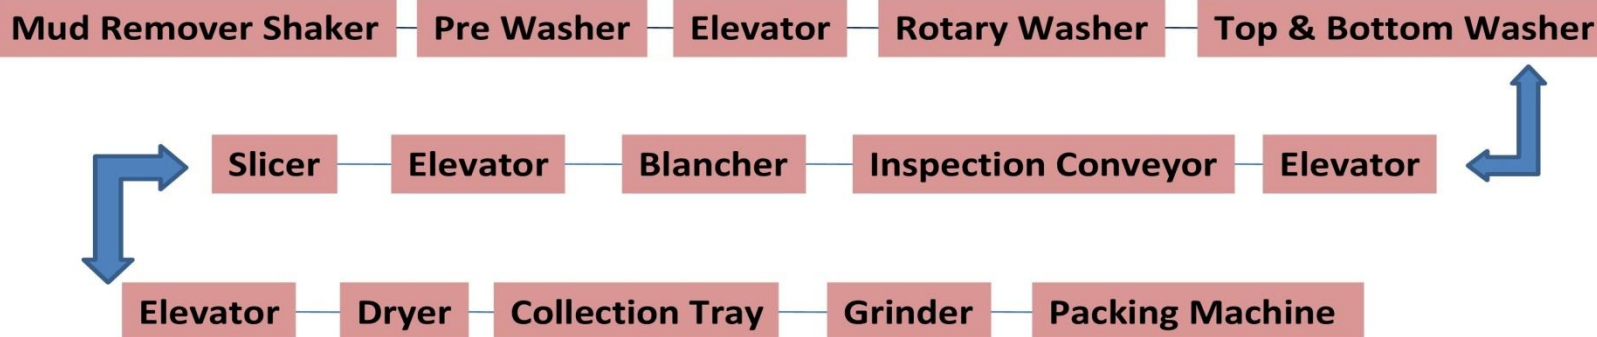 Mud Remover Shaker Pre Washer Elevator Rotary Washer Top & Bottom Washer
Slicer Elevator Blancher Inspection Conveyor Elevator
Elevator Dryer Collection Tray Grinder Packing Machine